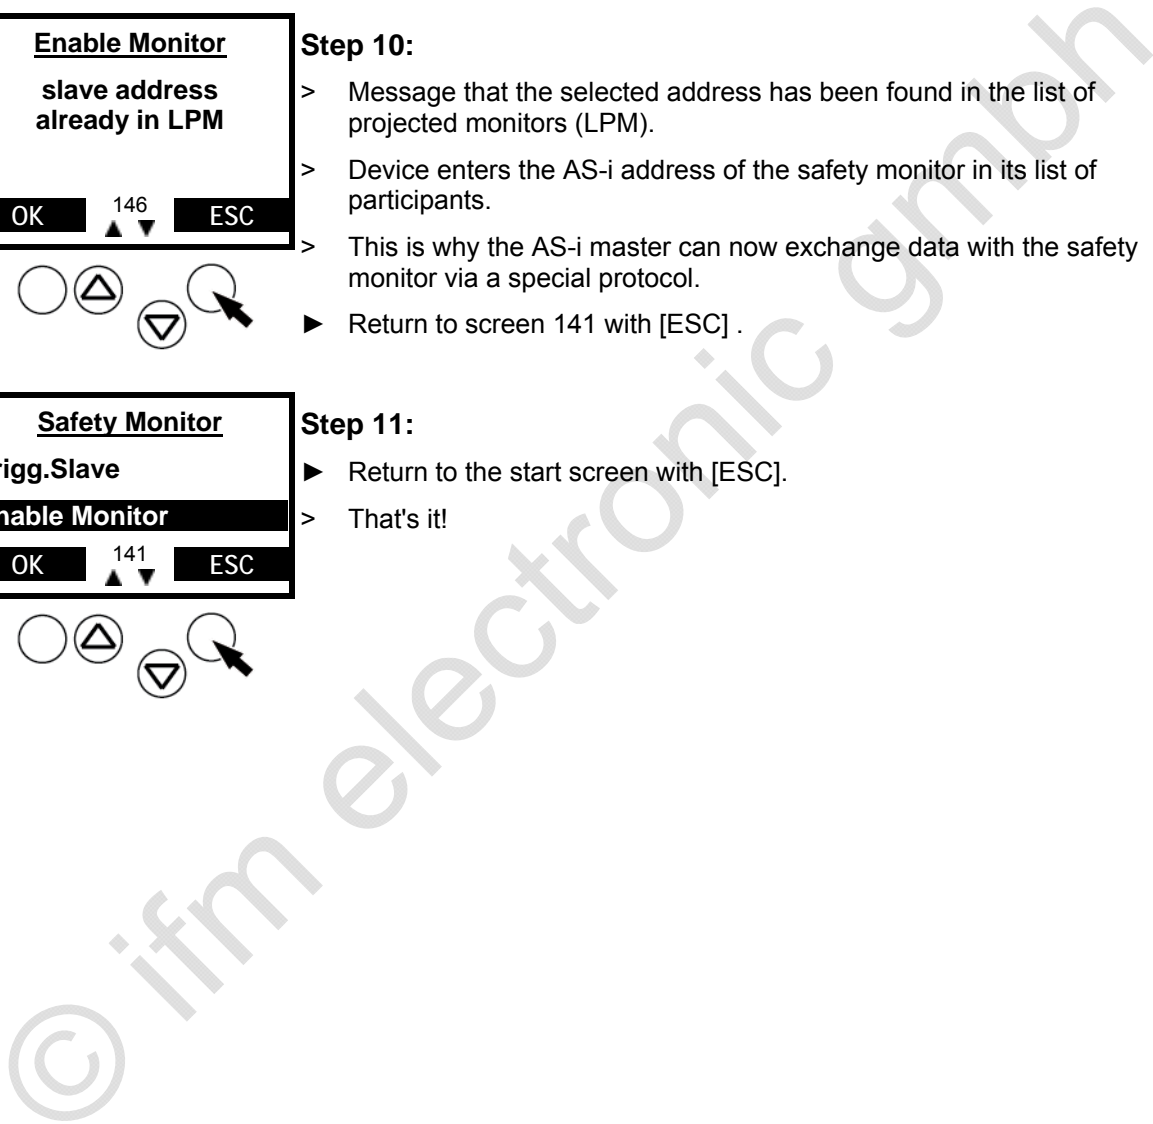 Enable Monitor
slave address
already in LPM
OK 146 ESC
▲ ▼
Step 10:
> Message that the selected address has been found in the list of
projected monitors (LPM).
> Device enters the AS-i address of the safety monitor in its list of
participants.
> This is why the AS-i master can now exchange data with the safety
monitor via a special protocol.
► Return to screen 141 with [ESC] .
Safety Monitor
rigg.Slave
nable Monitor
OK 141 ESC
▲ ▼
Step 11:
► Return to the start screen with [ESC].
> That's it!
© ifm electronic gmbh